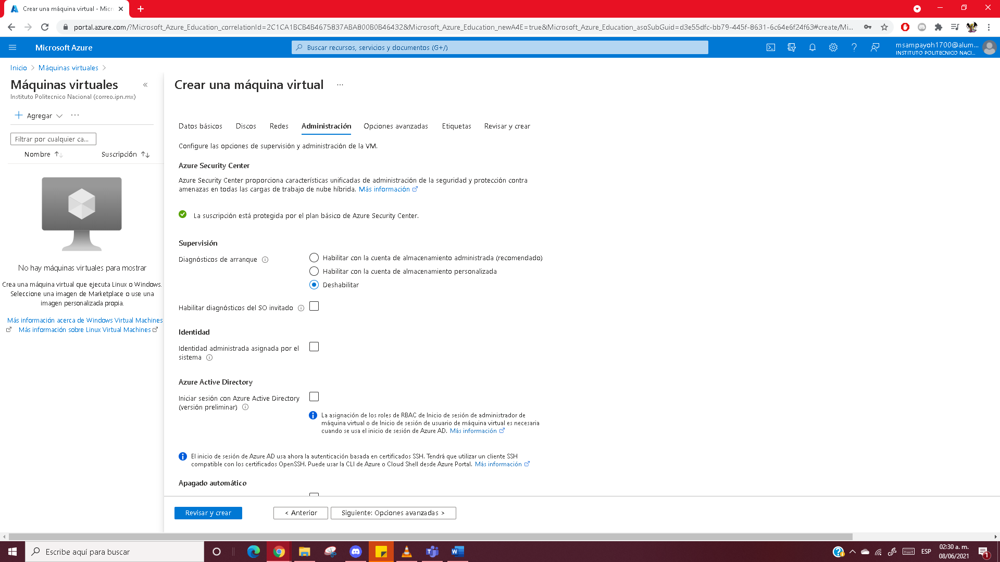 Crear una máquina virtual - Micr
portal.azure.com/?Microsoft_Azure_Education_correlationId=2C1CA1BCB4B4675837ABA800B0B46432&Microsoft_Azure_Education_newA4E=true&Microsoft_Azure_Education_asoSubGuid=d3e55dfc-bb79-445f-8631-6c64e6f24f63#create/Mi...
Microsoft Azure
Buscar recursos, servicios y documentos (G+/)
msampayoh1700@alum...
INSTITUTO POLITECNICO NACI...
Inicio > Máquinas virtuales >
Máquinas virtuales
«
Instituto Politecnico Nacional (correo.ipn.mx)
+ Agregar
...
Filtrar por cualquier ca...
Nombre
Suscripción
No hay máquinas virtuales para mostrar
Crea una máquina virtual que ejecuta Linux o Windows.
Seleccione una imagen de Marketplace o use una
imagen personalizada propia.
Más información acerca de Windows Virtual Machines
Más información sobre Linux Virtual Machines
Crear una máquina virtual
...
Datos básicos
Discos
Redes
Administración
Opciones avanzadas
Etiquetas
Revisar y crear
Configure las opciones de supervisión y administración de la VM.
Azure Security Center
Azure Security Center proporciona características unificadas de administración de la seguridad y protección contra
amenazas en todas las cargas de trabajo de nube híbrida. Más información
La suscripción está protegida por el plan básico de Azure Security Center.
Supervisión
Diagnósticos de arranque
Habilitar con la cuenta de almacenamiento administrada (recomendado)
Habilitar con la cuenta de almacenamiento personalizada
Deshabilitar
Habilitar diagnósticos del SO invitado
Identidad
Identidad administrada asignada por el
sistema
Azure Active Directory
Iniciar sesión con Azure Active Directory
(versión preliminar)
La asignación de los roles de RBAC de Inicio de sesión de administrador de
máquina virtual o de Inicio de sesión de usuario de máquina virtual es necesaria
cuando se usa el inicio de sesión de Azure AD. Más información
El inicio de sesión de Azure AD usa ahora la autenticación basada en certificados SSH. Tendrá que utilizar un cliente SSH
compatible con los certificados OpenSSH. Puede usar la CLI de Azure o Cloud Shell desde Azure Portal. Más información
Apagado automático
Revisar y crear
< Anterior
Siguiente: Opciones avanzadas >
Escribe aquí para buscar
ESP
02:30 a. m.
08/06/2021
1